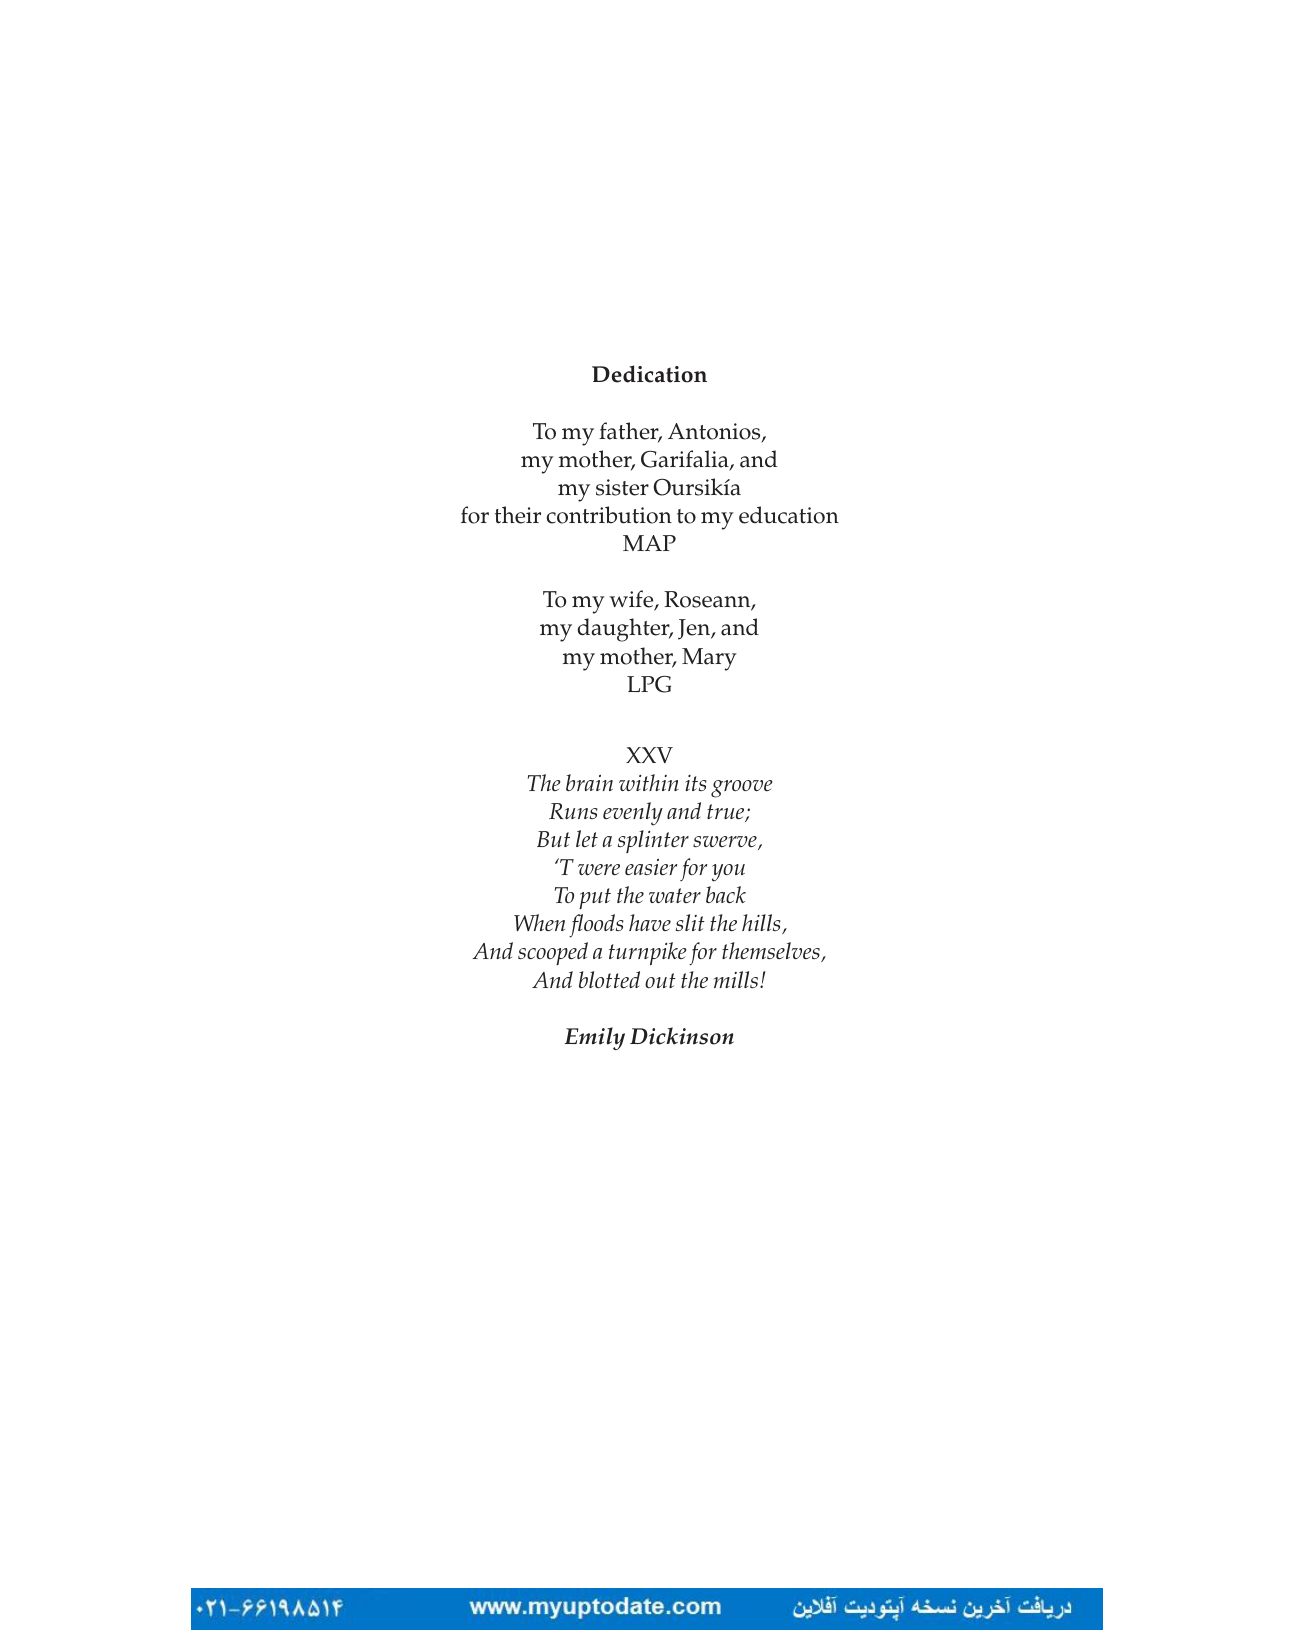 Dedication
To my father, Antonios,
my mother, Garifalia, and
my sister Oursikía
for their contribution to my education
MAP
To my wife, Roseann,
my daughter, Jen, and
my mother, Mary
LPG
XXV
The brain within its groove
Runs evenly and true;
But let a splinter swerve,
‘T were easier for you
To put the water back
When floods have slit the hills,
And scooped a turnpike for themselves,
And blotted out the mills!
Emily Dickinson
۰۲۱-۶۶۱۹۸۵۱۴ www.myuptodate.com دریافت آخرین نسخه آپتودیت آفلاین